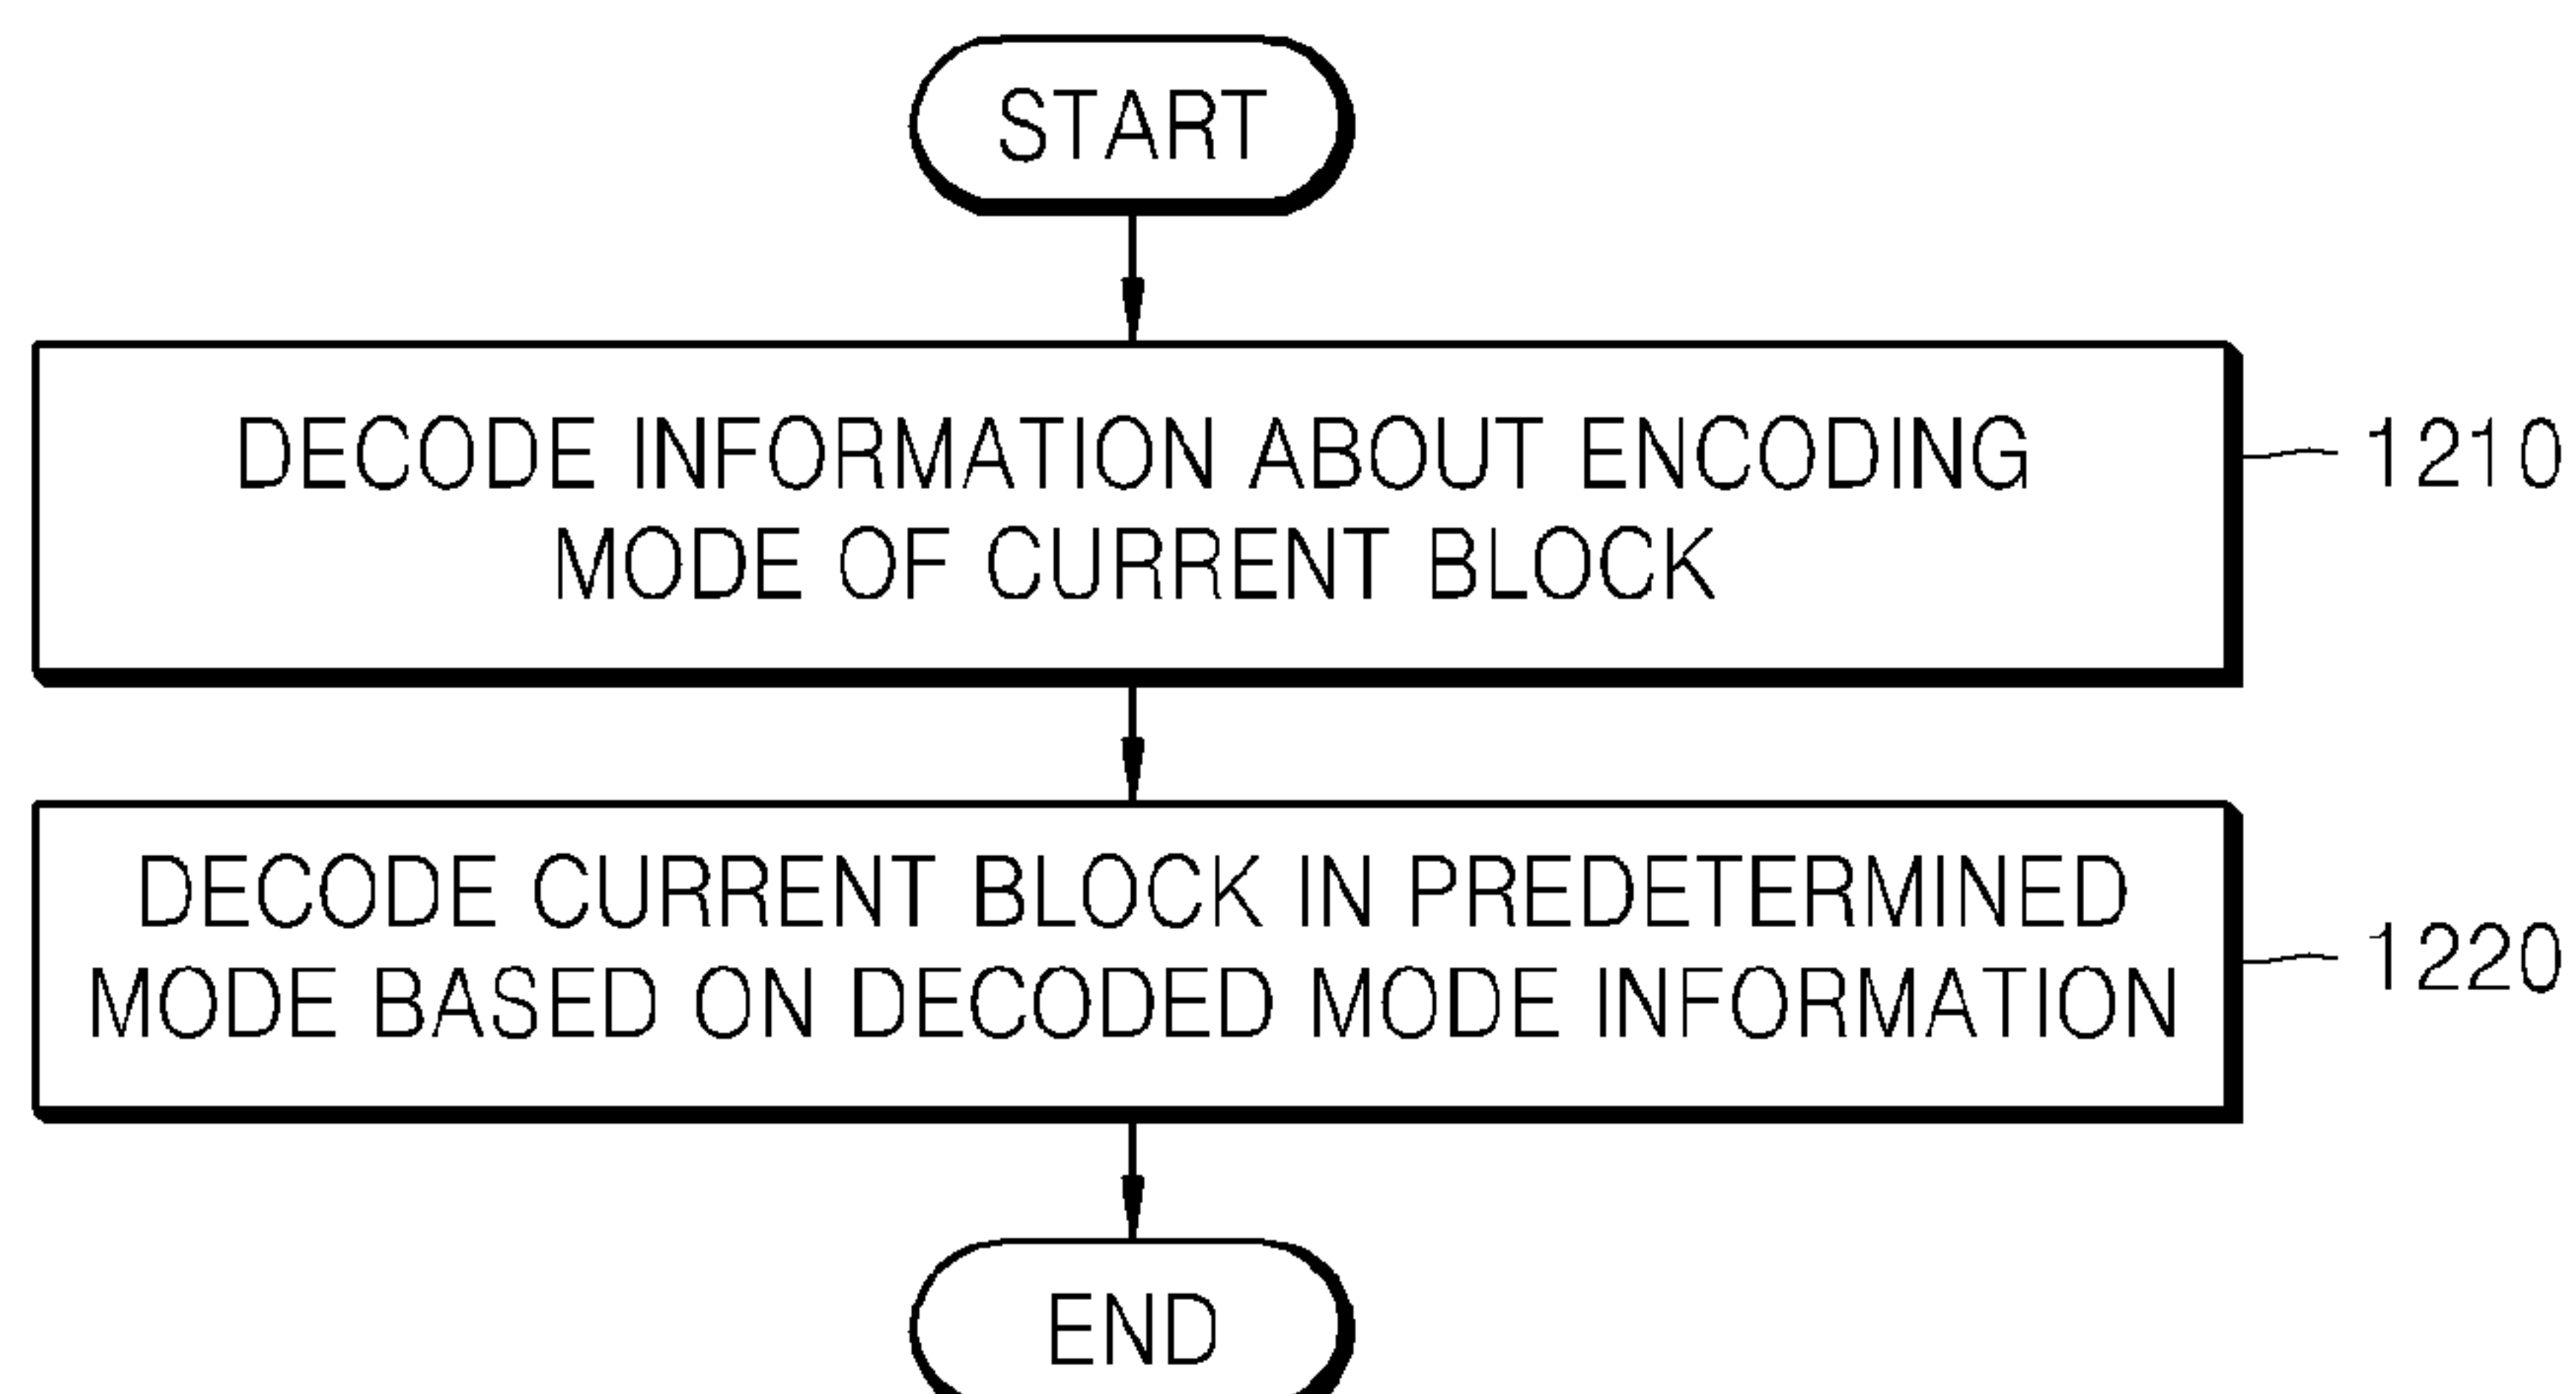 START
DECODE INFORMATION ABOUT ENCODING
MODE OF CURRENT BLOCK
1210
DECODE CURRENT BLOCK IN PREDETERMINED
MODE BASED ON DECODED MODE INFORMATION
1220
END